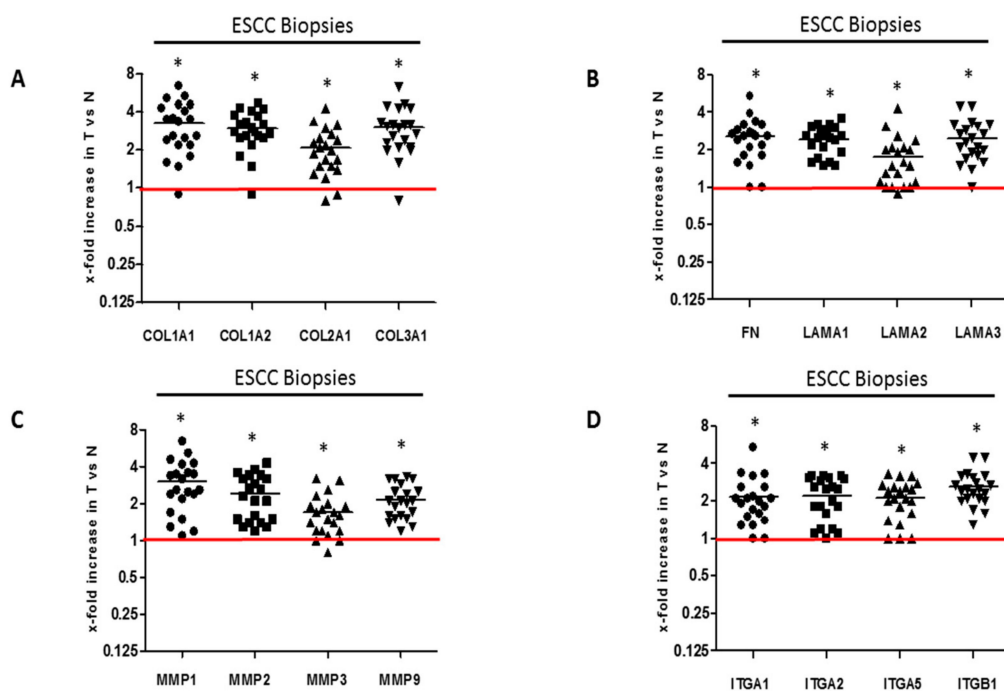 ESCC Biopsies
A
* * * *
x-fold increase in T vs N
8
4
2
1
0.5
0.25
0.125
COL1A1 COL1A2 COL2A1 COL3A1
ESCC Biopsies
B
* * * *
x-fold increase in T vs N
8
4
2
1
0.5
0.25
0.125
FN LAMA1 LAMA2 LAMA3
ESCC Biopsies
C
* * * *
x-fold increase in T vs N
8
4
2
1
0.5
0.25
0.125
MMP1 MMP2 MMP3 MMP9
ESCC Biopsies
D
* * * *
x-fold increase in T vs N
8
4
2
1
0.5
0.25
0.125
ITGA1 ITGA2 ITGA5 ITGB1